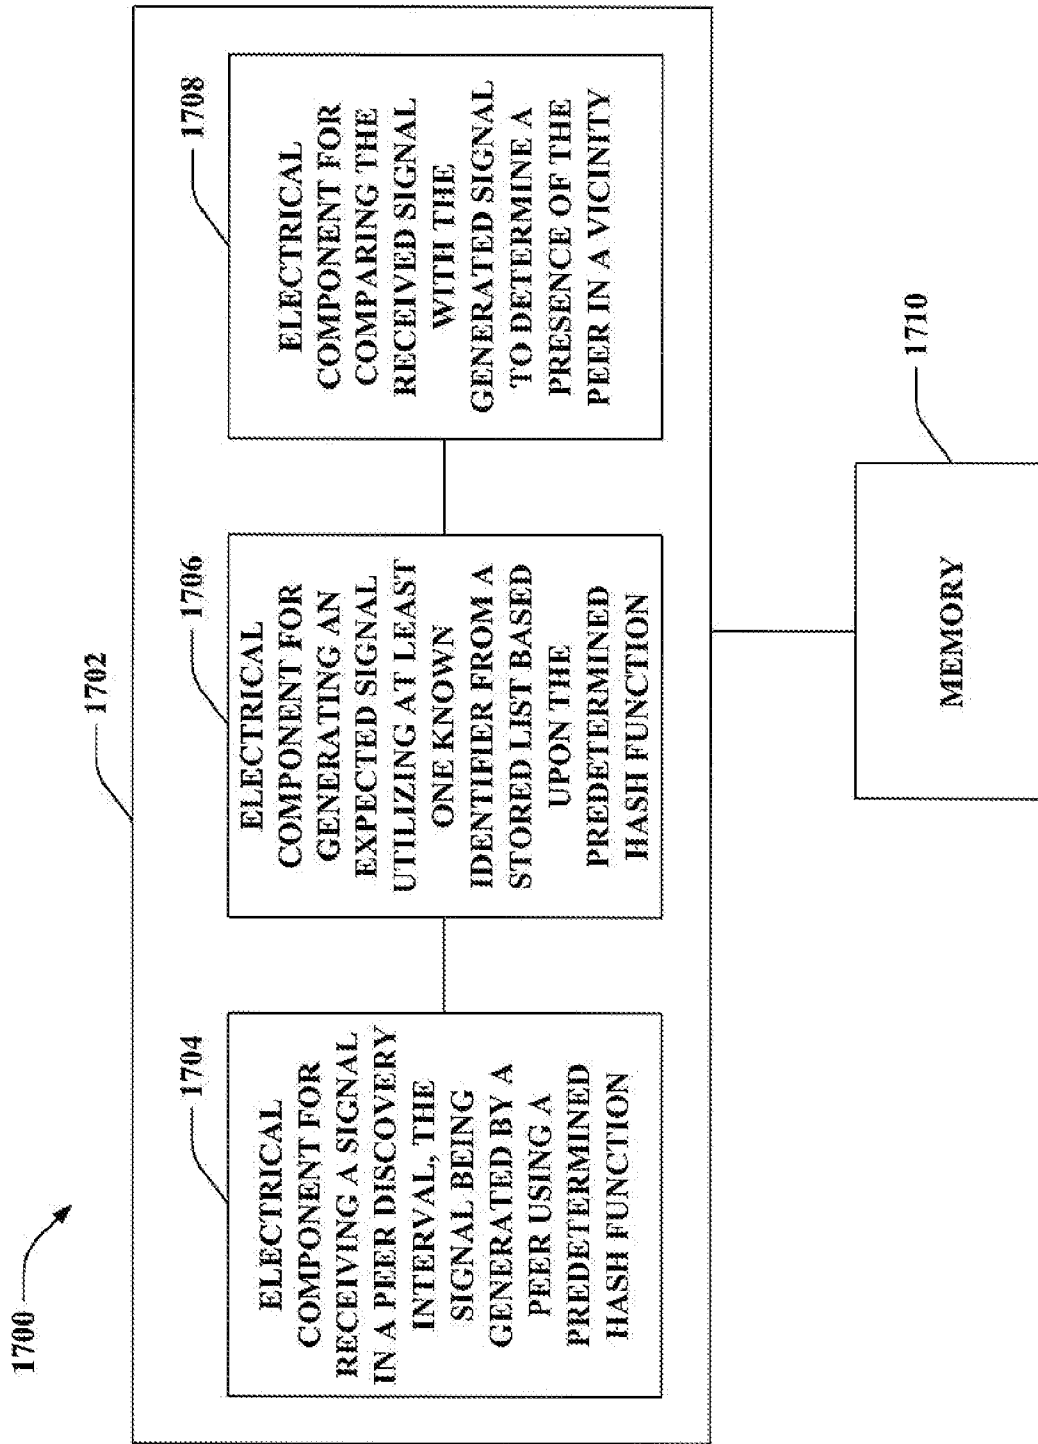 1700
1702
1704
ELECTRICAL
COMPONENT FOR
RECEIVING A SIGNAL
IN A PEER DISCOVERY
INTERVAL, THE
SIGNAL BEING
GENERATED BY A
PEER USING A
PREDETERMINED
HASH FUNCTION
1706
ELECTRICAL
COMPONENT FOR
GENERATING AN
EXPECTED SIGNAL
UTILIZING AT LEAST
ONE KNOWN
IDENTIFIER FROM A
STORED LIST BASED
UPON THE
PREDETERMINED
HASH FUNCTION
1708
ELECTRICAL
COMPONENT FOR
COMPARING THE
RECEIVED SIGNAL
WITH THE
GENERATED SIGNAL
TO DETERMINE A
PRESENCE OF THE
PEER IN A VICINITY
1710
MEMORY